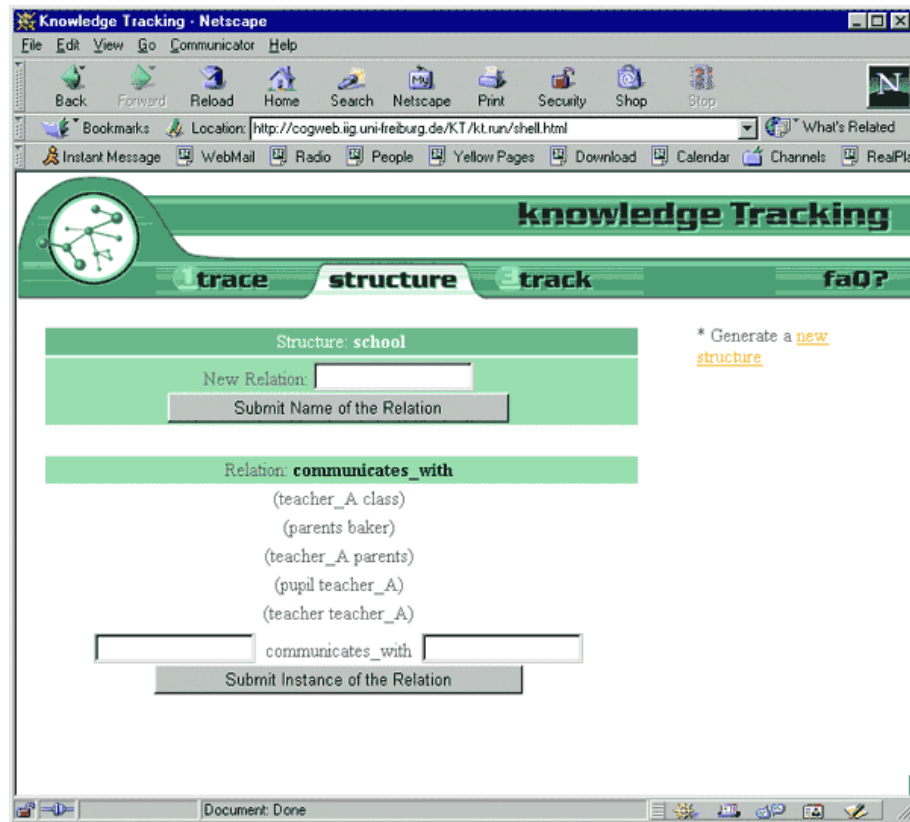 Knowledge Tracking - Netscape
File Edit View Go Communicator Help
Back Forward Reload Home Search Netscape Print Security Shop Stop
My
N
Bookmarks Location: http://cogweb.iig.uni-freiburg.de/KT/kt.run/shell.html What's Related
Instant Message WebMail Radio People Yellow Pages Download Calendar Channels RealPla
knowledge Tracking
1 trace structure 3 track faQ?
Structure: school
* Generate a new
structure
New Relation:
Submit Name of the Relation
Relation: communicates_with
(teacher_A class)
(parents baker)
(teacher_A parents)
(pupil teacher_A)
(teacher teacher_A)
communicates_with
Submit Instance of the Relation
Document: Done